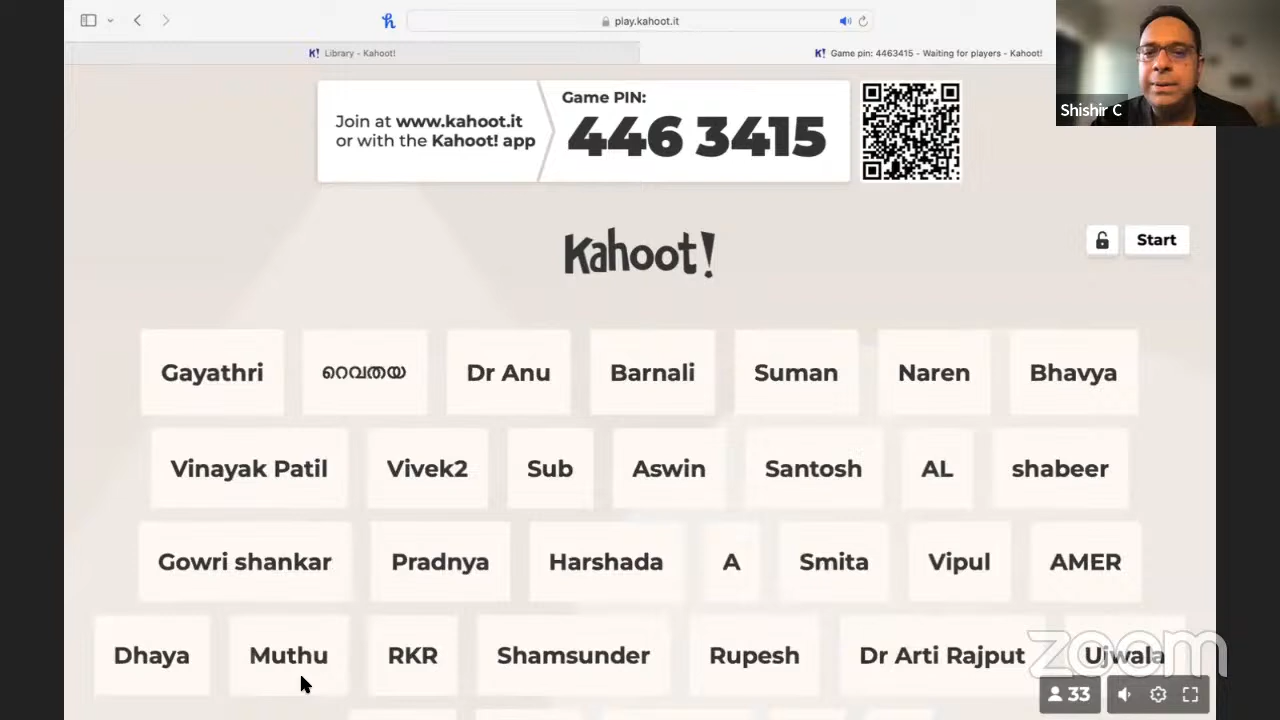 play.kahoot.it
Library - Kahoot!
Game pin: 4463415 - Waiting for players - Kahoot!
Join at www.kahoot.it
or with the Kahoot! app
Game PIN:
446 3415
Shishir C
Kahoot!
Start
Gayathri റെവതയ Dr Anu Barnali Suman Naren Bhavya
Vinayak Patil Vivek2 Sub Aswin Santosh AL shabeer
Gowri shankar Pradnya Harshada A Smita Vipul AMER
Dhaya Muthu RKR Shamsunder Rupesh Dr Arti Rajput Ujwala
zoom
33